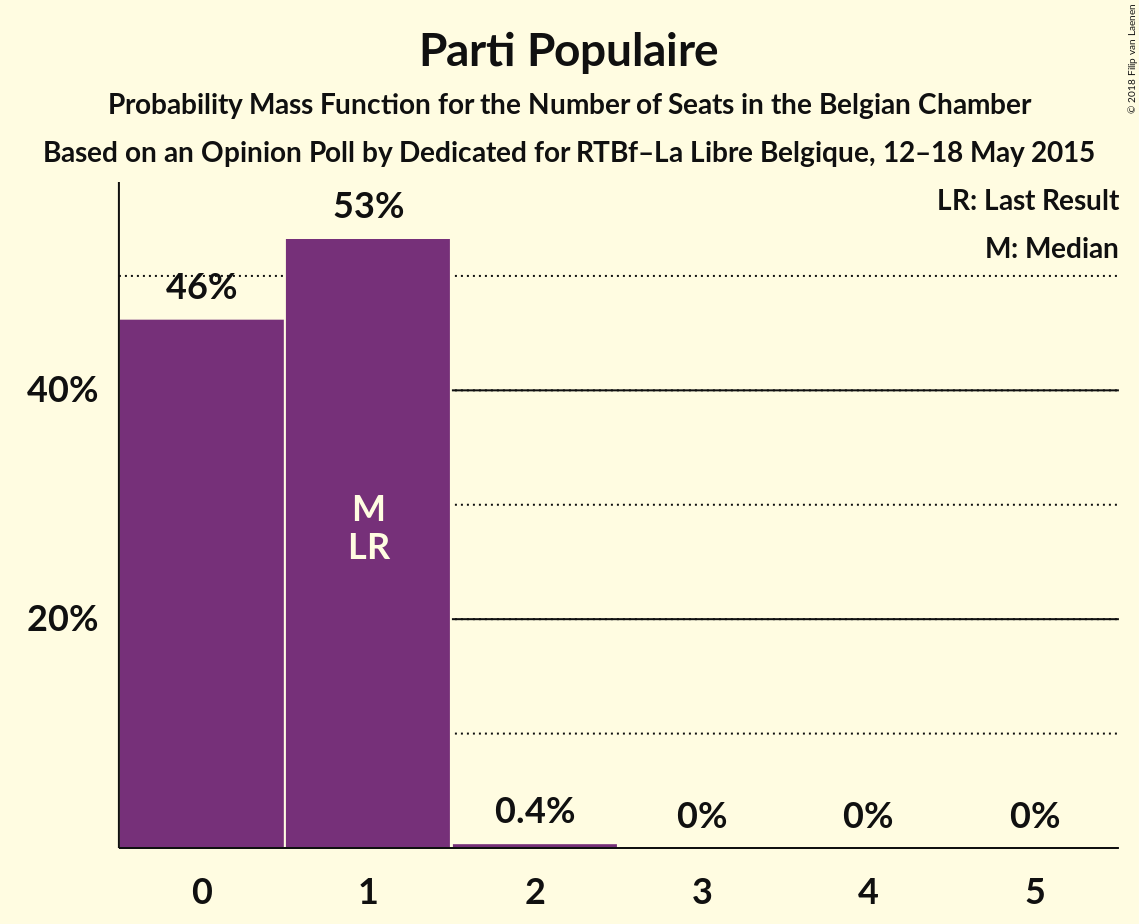 Parti Populaire
Probability Mass Function for the Number of Seats in the Belgian Chamber
Based on an Opinion Poll by Dedicated for RTBf–La Libre Belgique, 12–18 May 2015
© 2018 Filip van Laenen
LR: Last Result
M: Median
53%
46%
40%
M
LR
20%
0.4%
0%
0%
0%
0
1
2
3
4
5